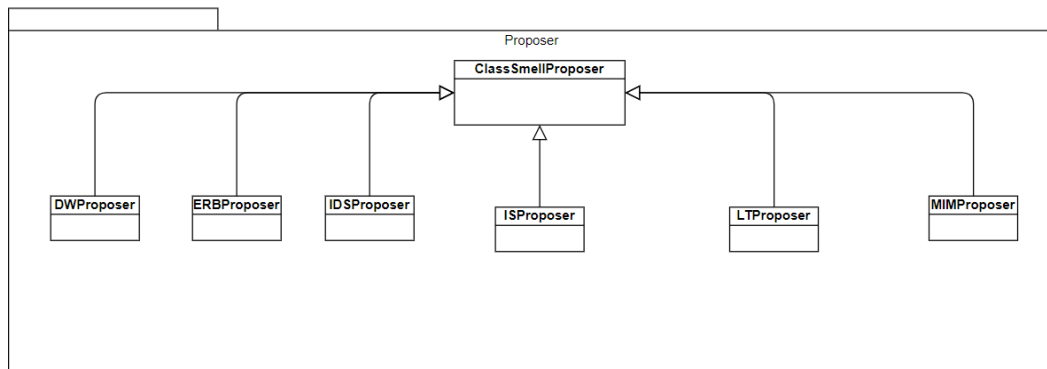 Proposer
ClassSmellProposer
DWProposer
ERBProposer
IDSProposer
ISProposer
LTProposer
MIMProposer